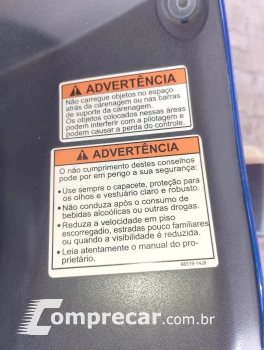 ADVERTÊNCIA
Não carregue objetos no espaço
atrás da carenagem ou nas barras
de suporte da carenagem.
Os objetos colocados nessas áreas
podem interferir com a pilotagem e
podem causar a perda do controle.
ADVERTÊNCIA
O não cumprimento destes conselhos
pode por em perigo a sua segurança:
• Use sempre o capacete, proteção para
os olhos e vestuário claro e robusto.
• Não conduza após o consumo de
bebidas alcoólicas ou outras drogas.
• Reduza a velocidade em piso
escorregadio, estradas pouco familiares
ou quando a visibilidade é reduzida.
• Leia atentamente o manual do pro-
prietário.
Comprecar.com.br